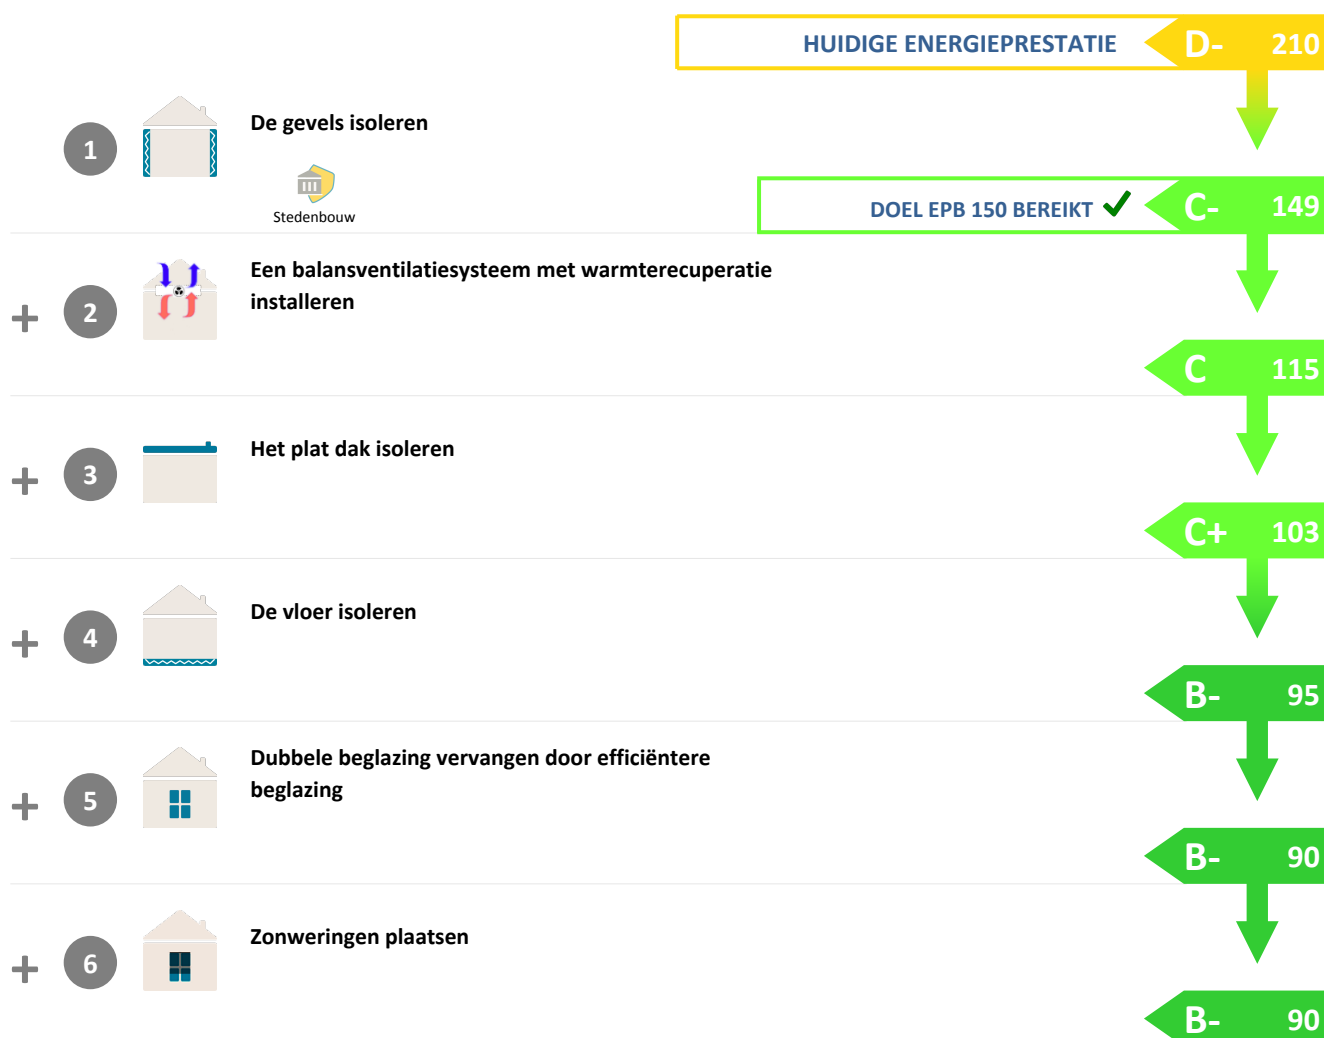 HUIDIGE ENERGIEPRESTATIE D- 210
1 De gevels isoleren
Stedenbouw
DOEL EPB 150 BEREIKT ✔ C- 149
Een balansventilatiesysteem met warmterecuperatie
+ 2 installeren
C 115
+ 3 Het plat dak isoleren
C+ 103
+ 4 De vloer isoleren
B- 95
Dubbele beglazing vervangen door efficiëntere
+ 5 beglazing
B- 90
+ 6 Zonweringen plaatsen
B- 90